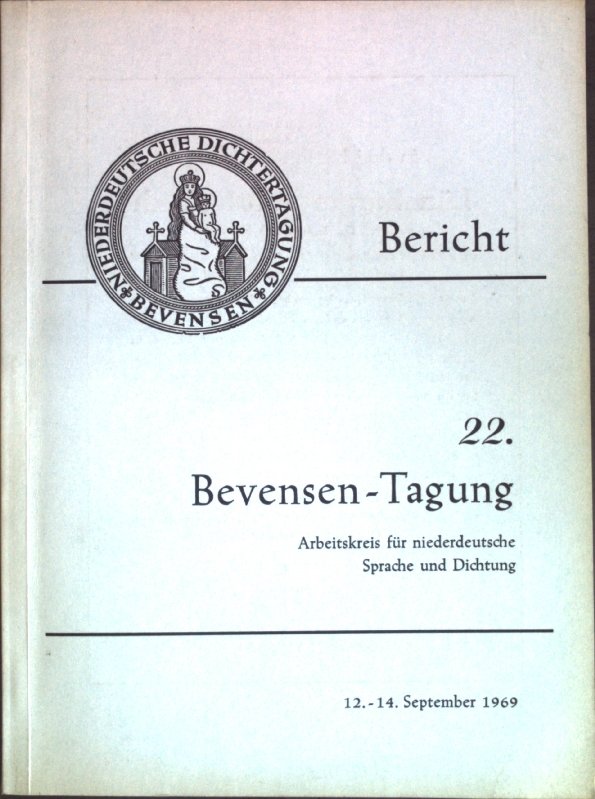 NIEDERDEUTSCHE DICHTERTAGUNG
BEVENSEN
Bericht
22.
Bevensen-Tagung
Arbeitskreis für niederdeutsche
Sprache und Dichtung
12.-14. September 1969